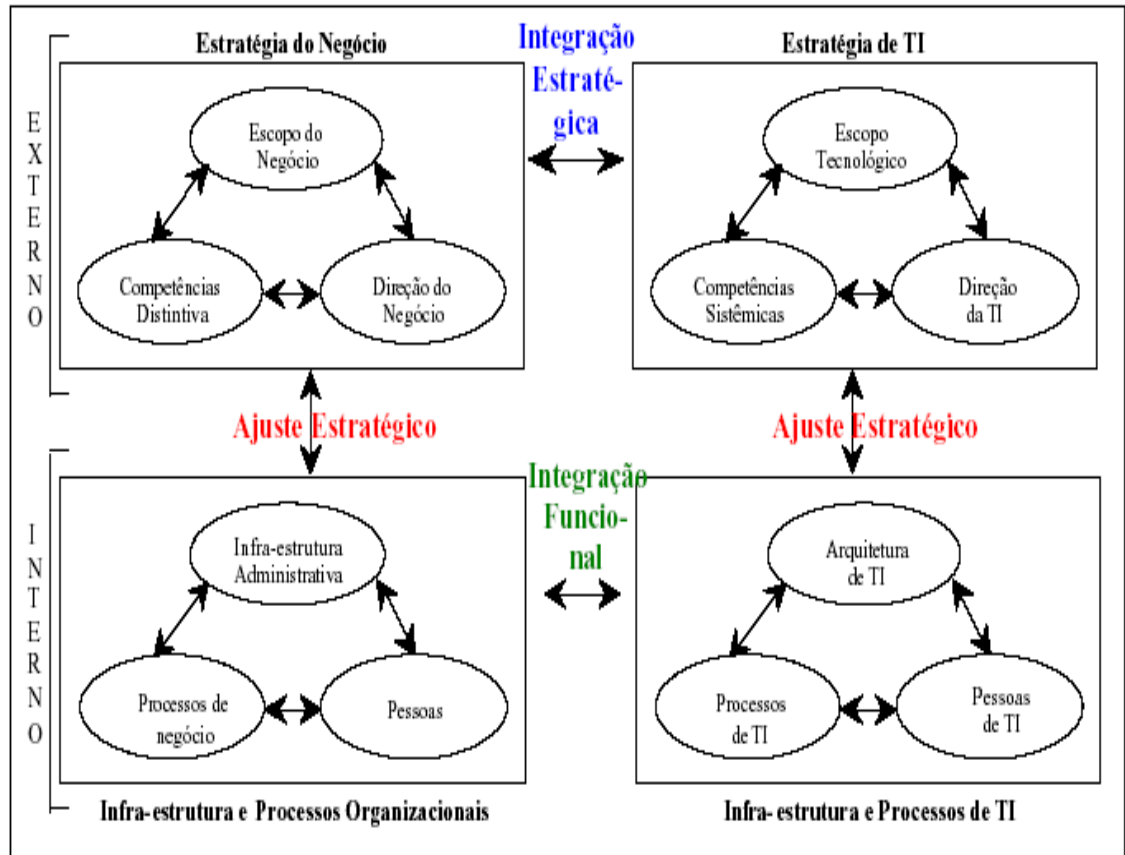 Estratégia do Negócio
Integração
Estraté-
gica
Estratégia de TI
EXTERNO
Escopo do
Negócio
Competências
Distintiva
Direção do
Negócio
Escopo
Tecnológico
Competências
Sistêmicas
Direção
da TI
Ajuste Estratégico
Ajuste Estratégico
INTERNO
Integração
Funcio-
nal
Infra-estrutura
Administrativa
Processos de
negócio
Pessoas
Arquitetura
de TI
Processos
de TI
Pessoas
de TI
Infra-estrutura e Processos Organizacionais
Infra- estrutura e Processos de TI